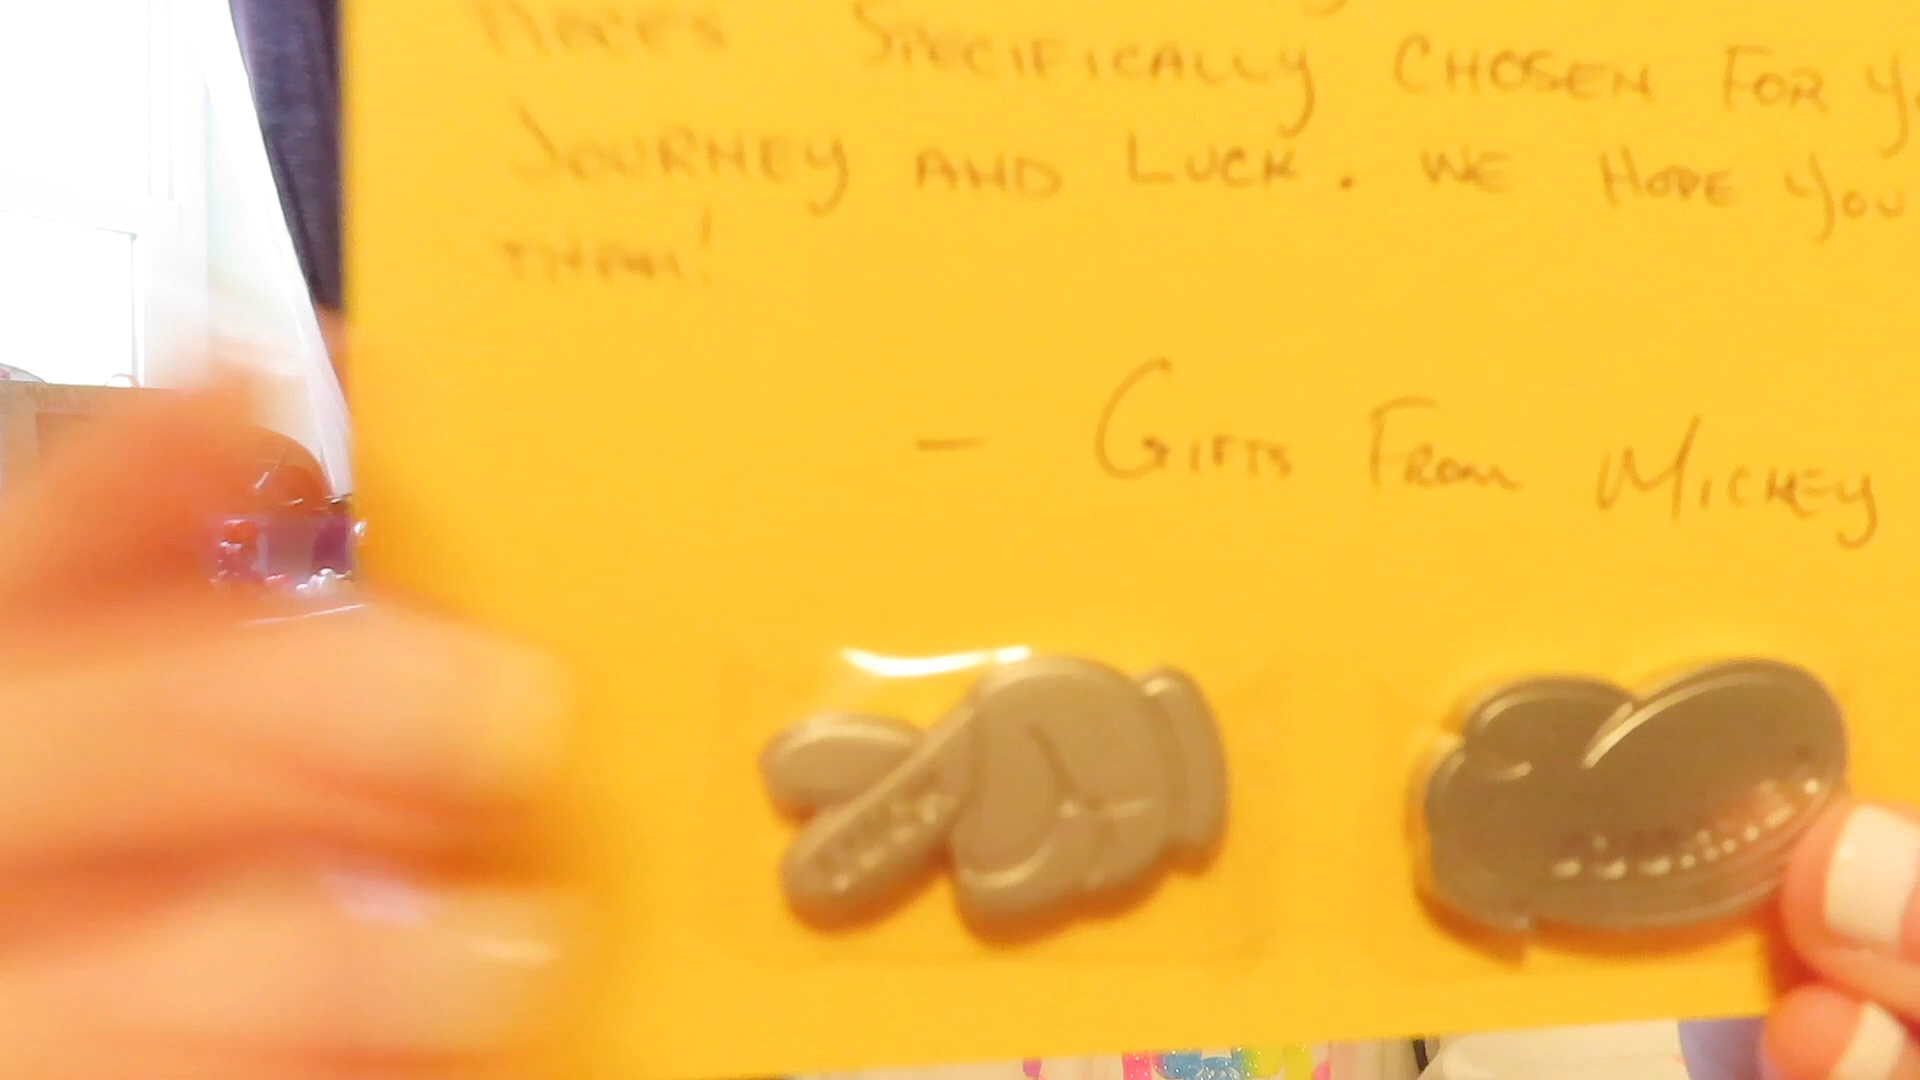 SPECIFICALLY CHOSEN FOR
JOURNEY AND LUCK. WE HOPE YOU
THEM!
- GIFTS FROM MICKEY